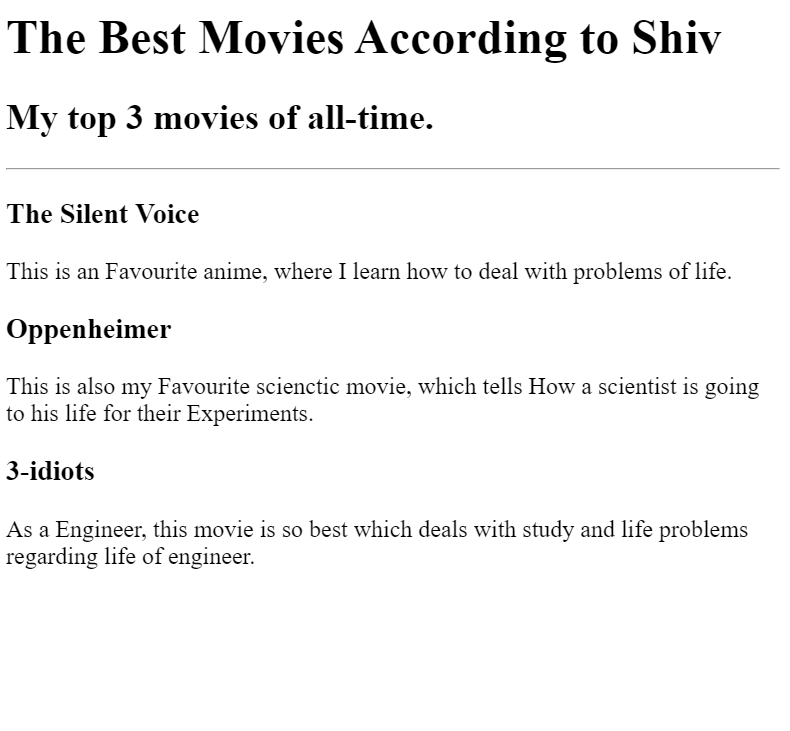 The Best Movies According to Shiv
My top 3 movies of all-time.
The Silent Voice
This is an Favourite anime, where I learn how to deal with problems of life.
Oppenheimer
This is also my Favourite scienctic movie, which tells How a scientist is going
to his life for their Experiments.
3-idiots
As a Engineer, this movie is so best which deals with study and life problems
regarding life of engineer.